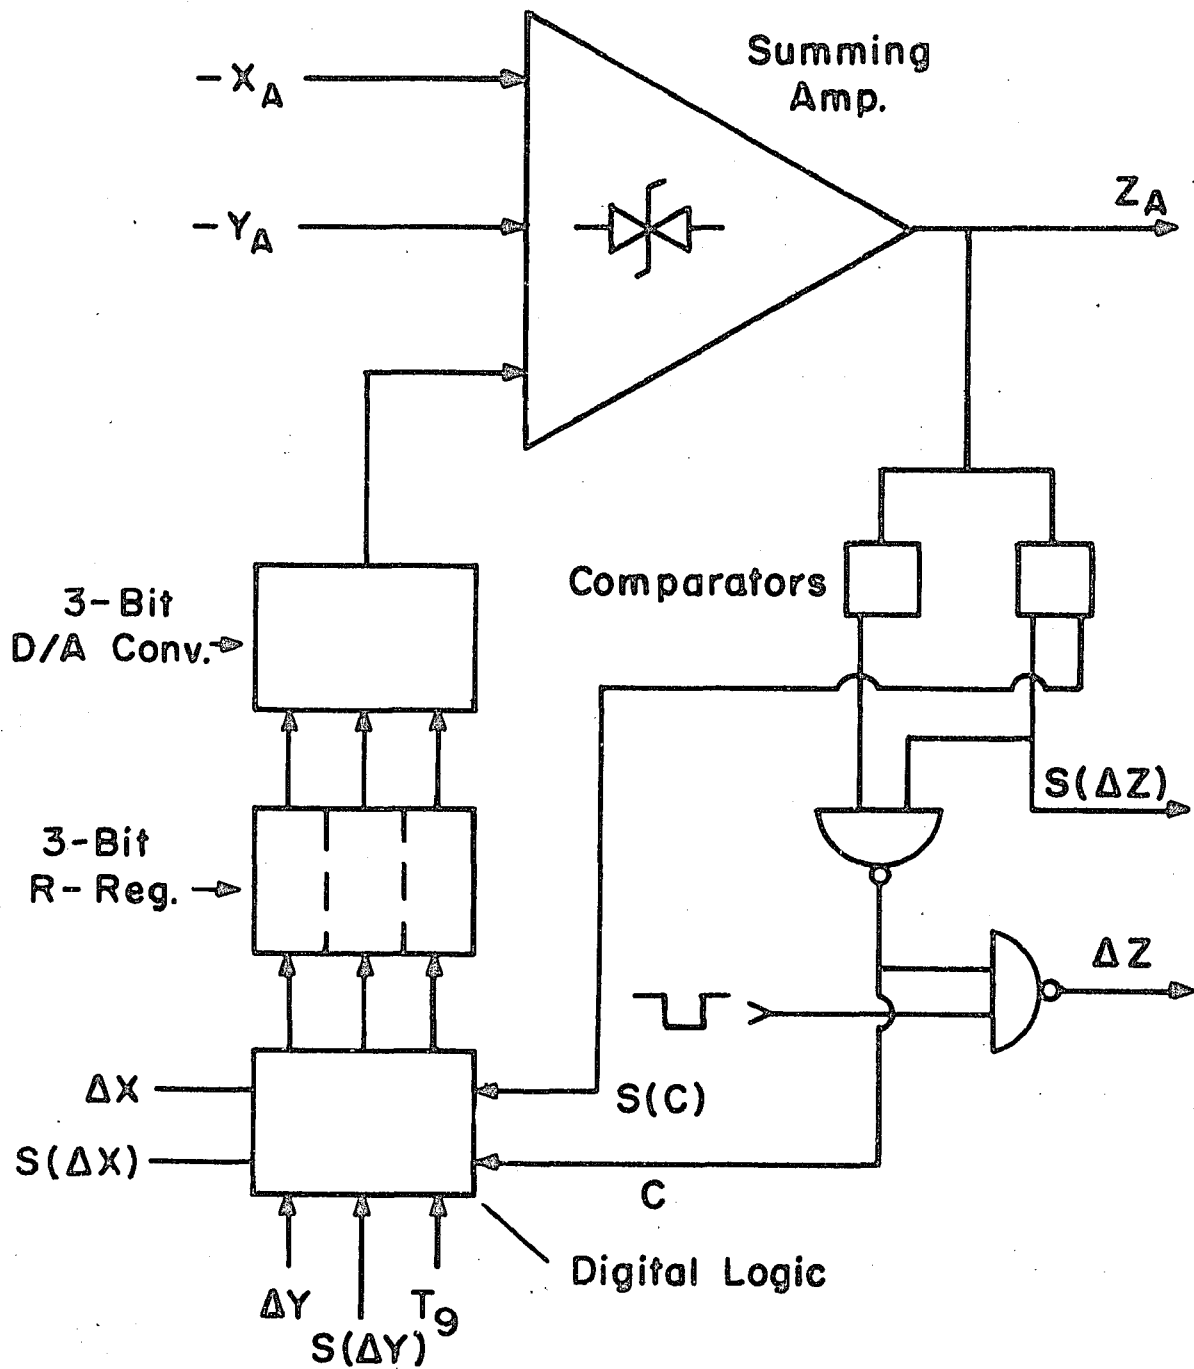 Summing
Amp.
-X_A
-Y_A
Z_A
3-Bit
D/A Conv.
Comparators
S(ΔZ)
3-Bit
R-Reg.
ΔZ
ΔX
S(C)
S(ΔX)
C
Digital Logic
ΔY
T_9
S(ΔY)